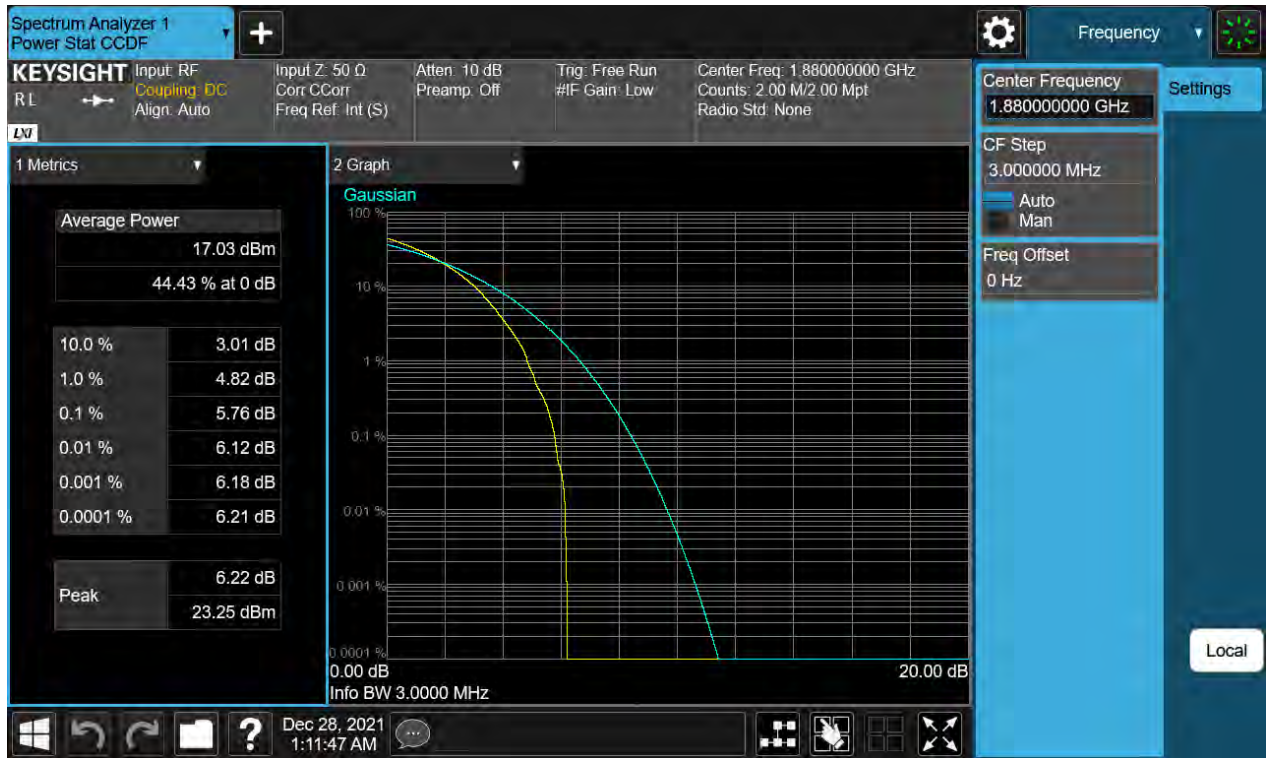 Spectrum Analyzer 1
Power Stat CCDF
Frequency
KEYSIGHT
RL
LXI
Input: RF
Coupling: DC
Align: Auto
Input Z: 50 Ω
Corr CCorr
Freq Ref: Int (S)
Atten: 10 dB
Preamp: Off
Trig: Free Run
#IF Gain: Low
Center Freq: 1.880000000 GHz
Counts: 2.00 M/2.00 Mpt
Radio Std: None
1 Metrics
Average Power
17.03 dBm
44.43 % at 0 dB
10.0 % 3.01 dB
1.0 % 4.82 dB
0.1 % 5.76 dB
0.01 % 6.12 dB
0.001 % 6.18 dB
0.0001 % 6.21 dB
Peak
6.22 dB
23.25 dBm
2 Graph
Gaussian
100 %
10 %
1 %
0.1 %
0.01 %
0.001 %
0.0001 %
0.00 dB 20.00 dB
Info BW 3.0000 MHz
Center Frequency
1.880000000 GHz
CF Step
3.000000 MHz
Auto
Man
Freq Offset
0 Hz
Settings
Local
?
Dec 28, 2021
1:11:47 AM